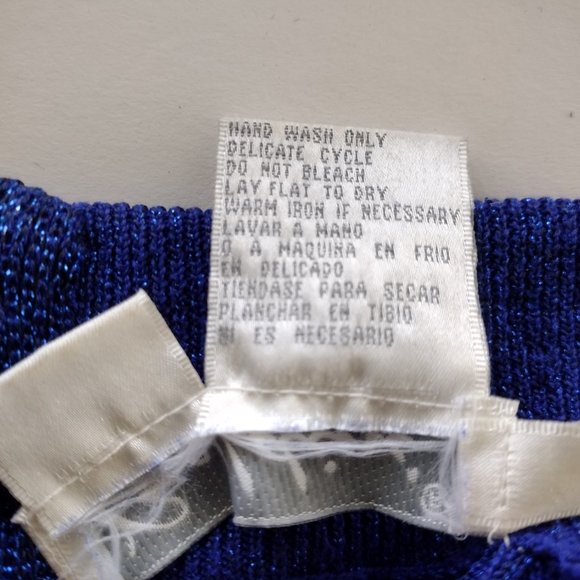 HAND WASH ONLY
DELICATE CYCLE
DO NOT BLEACH
LAY FLAT TO DRY
WARM IRON IF NECESSARY
LAVAR A MANO
O A MAQUINA EN FRIO
EN DELICADO
TIENDASE PARA SECAR
PLANCHAR EN TIBIO
NI ES NECESARIO